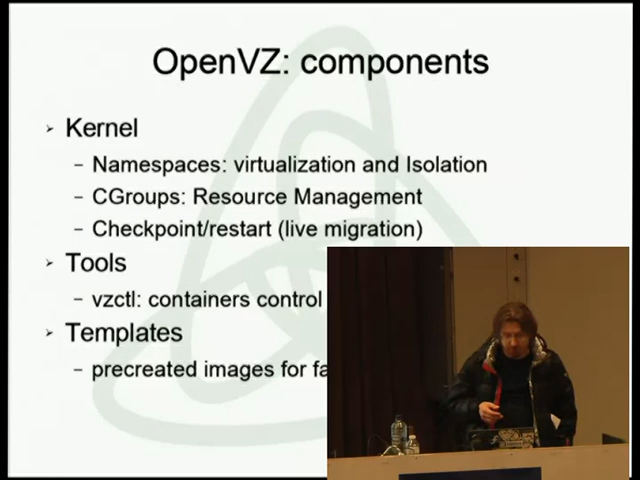 OpenVZ: components
Kernel
– Namespaces: virtualization and Isolation
– CGroups: Resource Management
– Checkpoint/restart (live migration)
Tools
– vzctl: containers control
Templates
– precreated images for